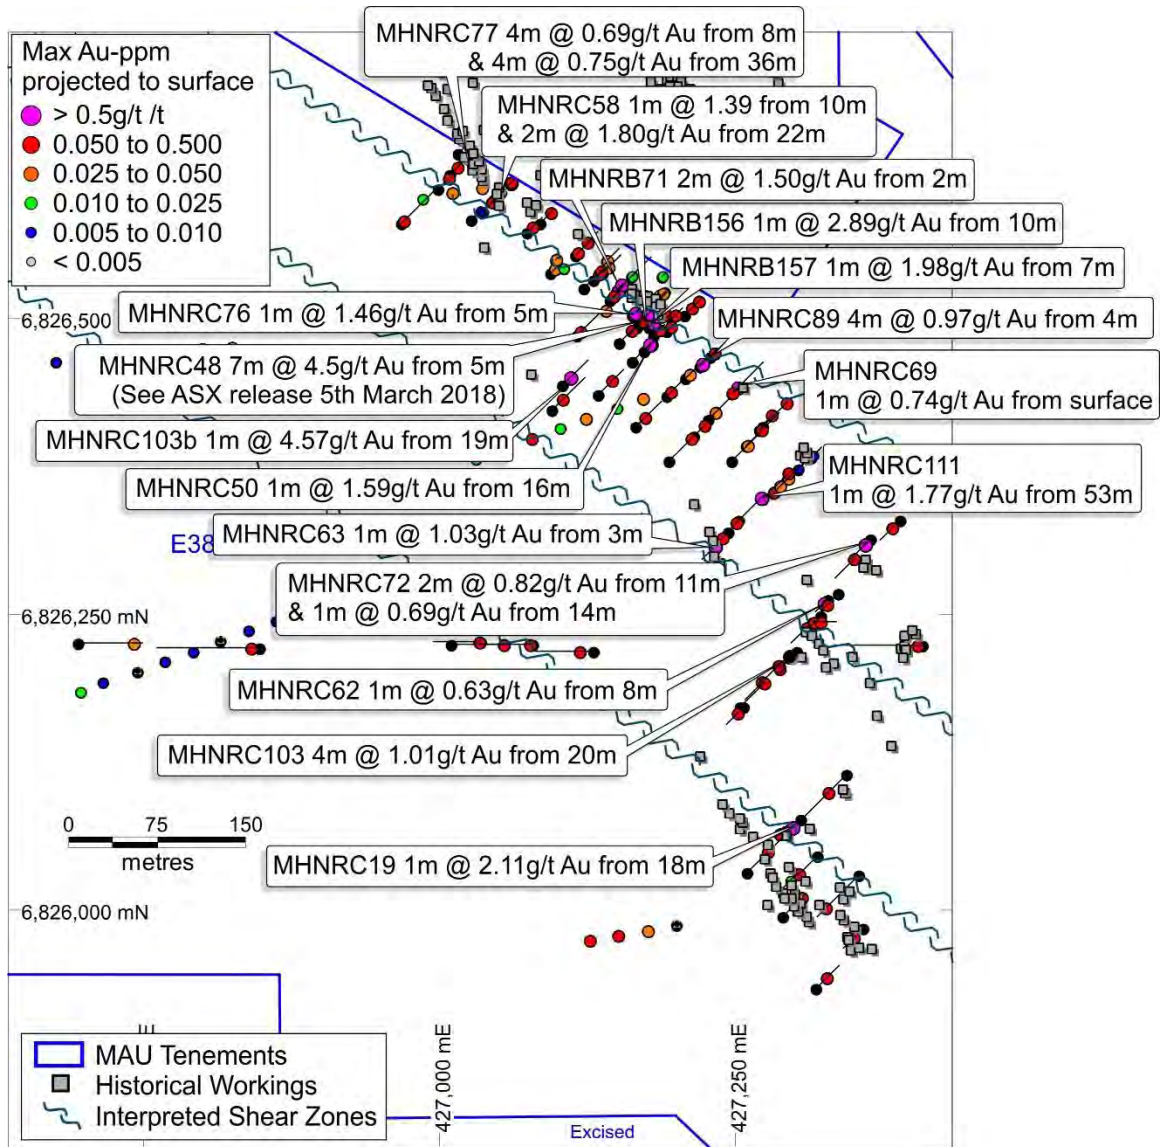 Max Au-ppm
projected to surface
> 0.5g/t /t
0.050 to 0.500
0.025 to 0.050
0.010 to 0.025
0.005 to 0.010
< 0.005
MHNRC77 4m @ 0.69g/t Au from 8m
& 4m @ 0.75g/t Au from 36m
MHNRC58 1m @ 1.39 from 10m
& 2m @ 1.80g/t Au from 22m
MHNRB71 2m @ 1.50g/t Au from 2m
MHNRB156 1m @ 2.89g/t Au from 10m
MHNRB157 1m @ 1.98g/t Au from 7m
MHNRC76 1m @ 1.46g/t Au from 5m
6,826,500
MHNRC89 4m @ 0.97g/t Au from 4m
MHNRC48 7m @ 4.5g/t Au from 5m
(See ASX release 5th March 2018)
MHNRC69
1m @ 0.74g/t Au from surface
MHNRC103b 1m @ 4.57g/t Au from 19m
MHNRC50 1m @ 1.59g/t Au from 16m
MHNRC111
1m @ 1.77g/t Au from 53m
MHNRC63 1m @ 1.03g/t Au from 3m
E38
MHNRC72 2m @ 0.82g/t Au from 11m
& 1m @ 0.69g/t Au from 14m
6,826,250 mN
MHNRC62 1m @ 0.63g/t Au from 8m
MHNRC103 4m @ 1.01g/t Au from 20m
0 75 150
metres
MHNRC19 1m @ 2.11g/t Au from 18m
6,826,000 mN
427,000 mE
427,250 mE
MAU Tenements
Historical Workings
Interpreted Shear Zones
Excised